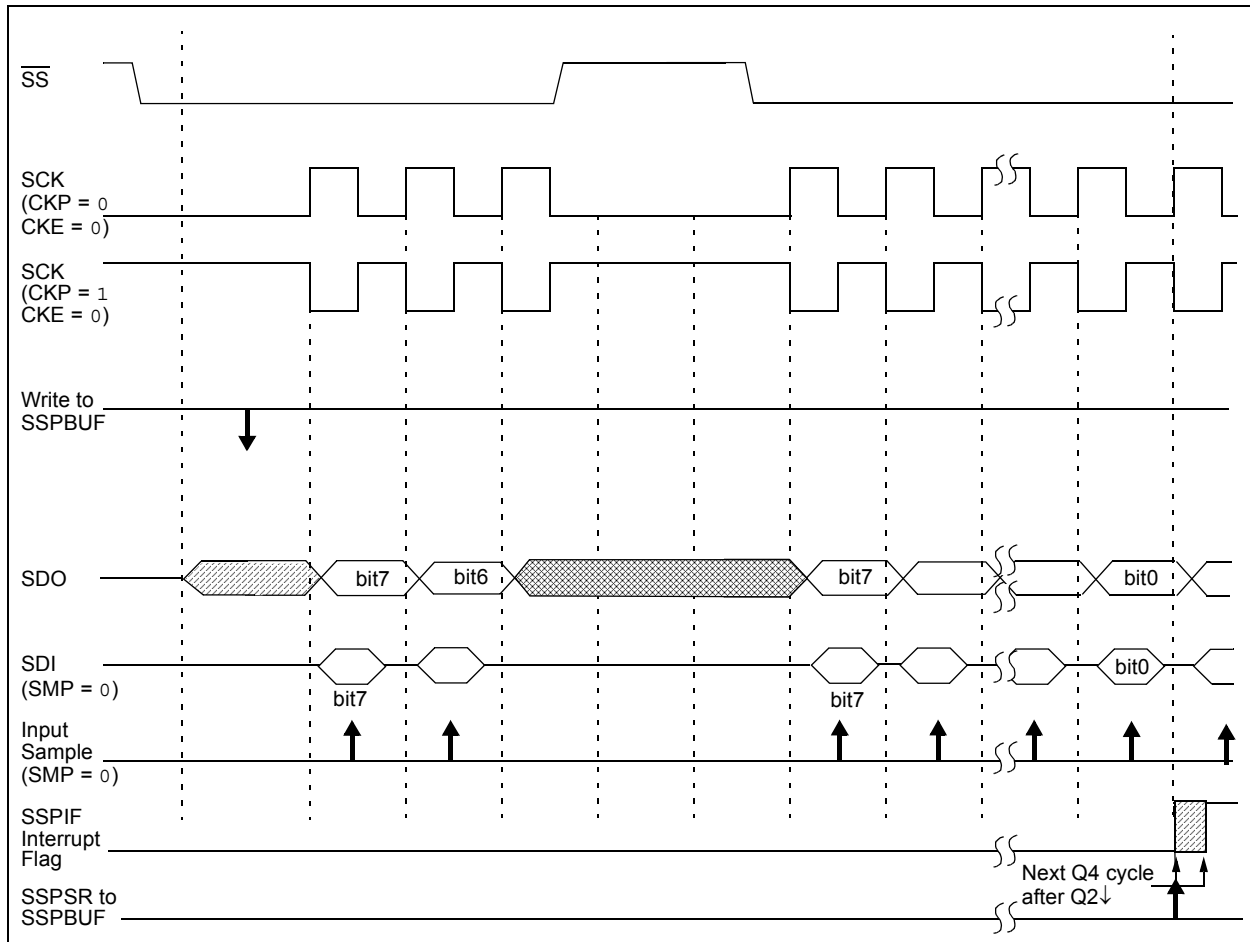 SS
SCK
(CKP = 0
CKE = 0)
SCK
(CKP = 1
CKE = 0)
Write to
SSPBUF
SDO
bit7
bit6
bit7
bit0
SDI
(SMP = 0)
bit7
bit7
bit0
Input
Sample
(SMP = 0)
SSPIF
Interrupt
Flag
Next Q4 cycle
after Q2↓
SSPSR to
SSPBUF